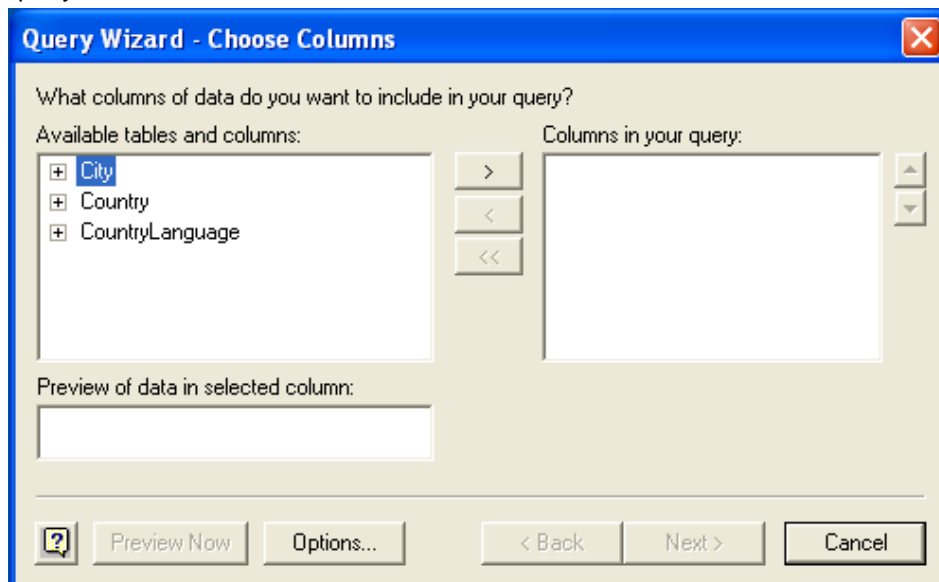 Query Wizard - Choose Columns
What columns of data do you want to include in your query?
Available tables and columns:
Columns in your query:
City
>
Country
<
CountryLanguage
<<
Preview of data in selected column:
?
Preview Now
Options...
< Back
Next >
Cancel